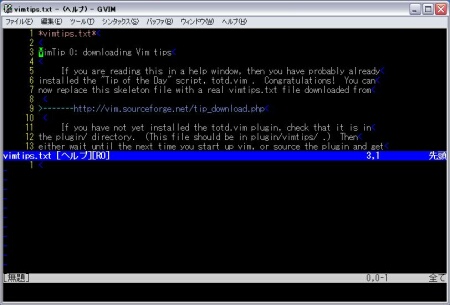 vimtips.txt - (ヘルプ) - GVIM
ファイル(F) 編集(E) ツール(T) シンタックス(S) バッファ(B) ウィンドウ(W) ヘルプ(H)
1 *vimtips.txt*<
2 <
3 VimTip 0: downloading Vim tips<
4 <
5 If you are reading this in a help window, then you have probably already<
6 installed the "Tip of the Day" script, totd.vim . Congratulations! You can<
7 now replace this skeleton file with a real vimtips.txt file downloaded from<
8 <
9 >-------http://vim.sourceforge.net/tip_download.php<
10 <
11 If you have not yet installed the totd.vim plugin, check that it is in<
12 the plugin/ directory. (This file should be in plugin/vimtips/ .) Then<
13 either wait until the next time you start up vim, or source the plugin and get<
vimtips.txt [ヘルプ][RO] 3,1 先頭
1 <
[無題] 0,0-1 全て